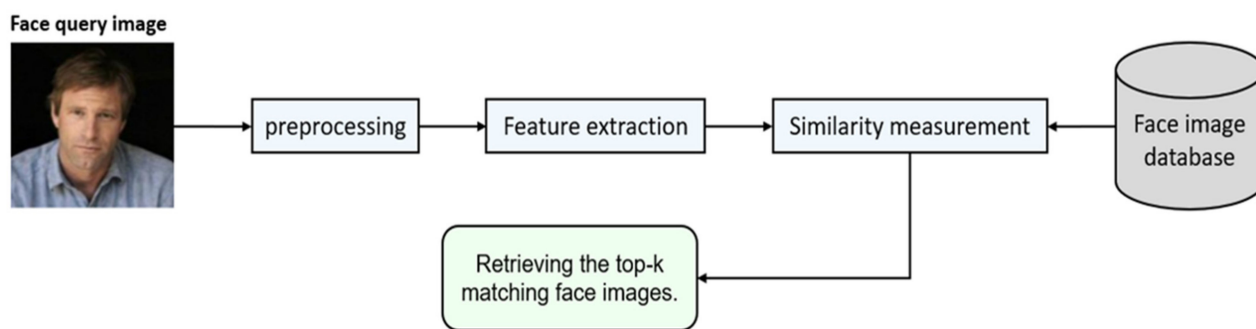 Face query image
preprocessing
Feature extraction
Similarity measurement
Face image
database
Retrieving the top-k
matching face images.